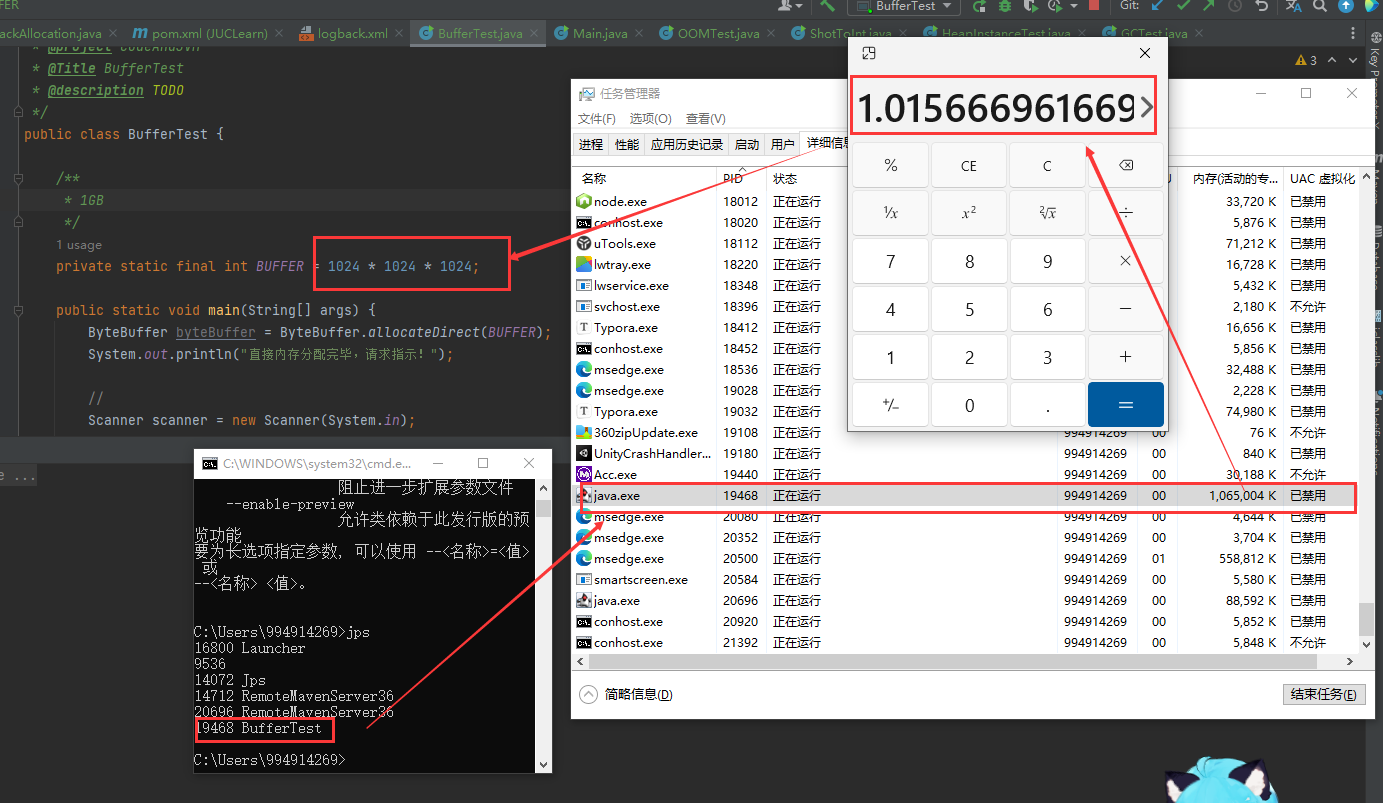 ER
BufferTest
Git:
ackAllocation.java
pom.xml (JUCLearn)
logback.xml
BufferTest.java
Main.java
OOMTest.java
ShotToInt.java
HeapInstanceTest.java
GCTest.java
3
* @Title BufferTest
* @description TODO
*/
public class BufferTest {
/**
* 1GB
*/
1 usage
private static final int BUFFER = 1024 * 1024 * 1024;
public static void main(String[] args) {
ByteBuffer byteBuffer = ByteBuffer.allocateDirect(BUFFER);
System.out.println("直接内存分配完毕，请求指示！");
//
Scanner scanner = new Scanner(System.in);
e ...
C:\WINDOWS\system32\cmd.e...
阻止进一步扩展参数文件
--enable-preview
允许类依赖于此发行版的预
览功能
要为长选项指定参数, 可以使用 --<名称>=<值>
或
--<名称> <值>。
C:\Users\994914269>jps
16800 Launcher
9536
14072 Jps
14712 RemoteMavenServer36
20696 RemoteMavenServer36
19468 BufferTest
C:\Users\994914269>
任务管理器
文件(F) 选项(O) 查看(V)
进程 性能 应用历史记录 启动 用户 详细信息
名称 PID 状态 内存(活动的专... UAC 虚拟化
node.exe 18012 正在运行 33,720 K 已禁用
conhost.exe 18020 正在运行 5,876 K 已禁用
uTools.exe 18112 正在运行 71,212 K 已禁用
lwtray.exe 18220 正在运行 16,728 K 已禁用
lwservice.exe 18348 正在运行 5,432 K 已禁用
svchost.exe 18396 正在运行 2,180 K 不允许
Typora.exe 18412 正在运行 16,656 K 已禁用
conhost.exe 18452 正在运行 5,856 K 已禁用
msedge.exe 18536 正在运行 32,488 K 已禁用
msedge.exe 19028 正在运行 2,228 K 已禁用
Typora.exe 19032 正在运行 74,980 K 已禁用
360zipUpdate.exe 19108 正在运行 994914269 00 76 K 不允许
UnityCrashHandler... 19180 正在运行 994914269 00 840 K 已禁用
Acc.exe 19440 正在运行 994914269 00 30,188 K 不允许
java.exe 19468 正在运行 994914269 00 1,065,004 K 已禁用
msedge.exe 20080 正在运行 994914269 00 4,644 K 已禁用
msedge.exe 20352 正在运行 994914269 00 3,704 K 已禁用
msedge.exe 20500 正在运行 994914269 01 558,812 K 已禁用
smartscreen.exe 20584 正在运行 994914269 00 5,580 K 已禁用
java.exe 20696 正在运行 994914269 00 88,592 K 已禁用
conhost.exe 20920 正在运行 994914269 00 5,852 K 已禁用
conhost.exe 21392 正在运行 994914269 00 5,848 K 不允许
简略信息(D)
结束任务(E)
1.015666961669
% CE C
¹/x x² ²√x ÷
7 8 9 ×
4 5 6 −
1 2 3 +
+/− 0 . =